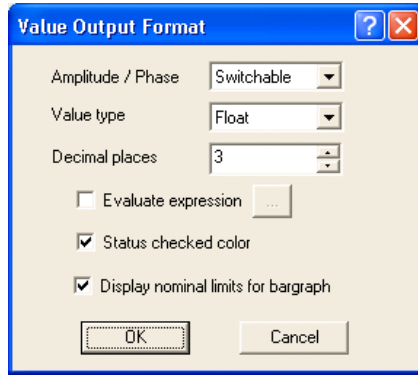 Value Output Format
Amplitude / Phase Switchable
Value type Float
Decimal places 3
Evaluate expression ...
Status checked color
Display nominal limits for bargraph
OK Cancel